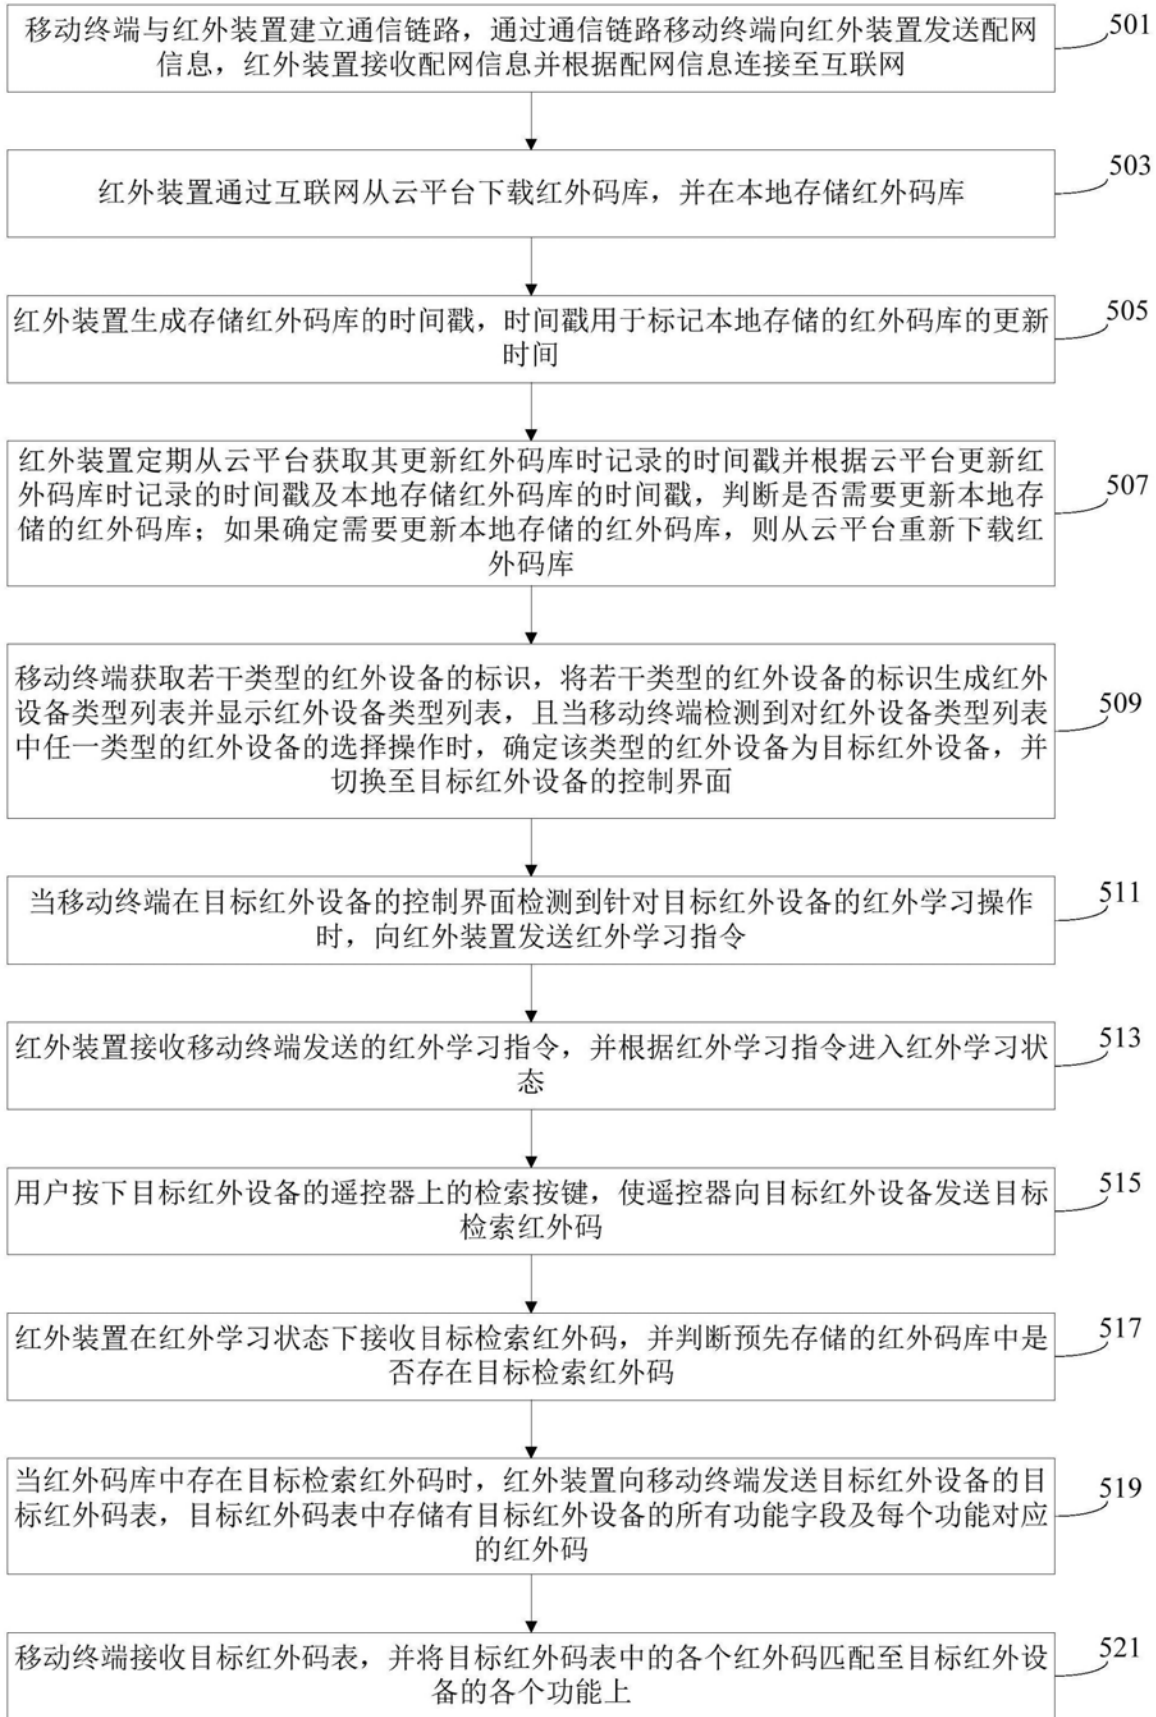 移动终端与红外装置建立通信链路，通过通信链路移动终端向红外装置发送配网
信息，红外装置接收配网信息并根据配网信息连接至互联网
501
红外装置通过互联网从云平台下载红外码库，并在本地存储红外码库
503
红外装置生成存储红外码库的时间戳，时间戳用于标记本地存储的红外码库的更新
时间
505
红外装置定期从云平台获取其更新红外码库时记录的时间戳并根据云平台更新红
外码库时记录的时间戳及本地存储红外码库的时间戳，判断是否需要更新本地存
储的红外码库；如果确定需要更新本地存储的红外码库，则从云平台重新下载红
外码库
507
移动终端获取若干类型的红外设备的标识，将若干类型的红外设备的标识生成红外
设备类型列表并显示红外设备类型列表，且当移动终端检测到对红外设备类型列表
中任一类型的红外设备的选择操作时，确定该类型的红外设备为目标红外设备，并
切换至目标红外设备的控制界面
509
当移动终端在目标红外设备的控制界面检测到针对目标红外设备的红外学习操作
时，向红外装置发送红外学习指令
511
红外装置接收移动终端发送的红外学习指令，并根据红外学习指令进入红外学习状
态
513
用户按下目标红外设备的遥控器上的检索按键，使遥控器向目标红外设备发送目标
检索红外码
515
红外装置在红外学习状态下接收目标检索红外码，并判断预先存储的红外码库中是
否存在目标检索红外码
517
当红外码库中存在目标检索红外码时，红外装置向移动终端发送目标红外设备的目
标红外码表，目标红外码表中存储有目标红外设备的所有功能字段及每个功能对应
的红外码
519
移动终端接收目标红外码表，并将目标红外码表中的各个红外码匹配至目标红外设
备的各个功能上
521